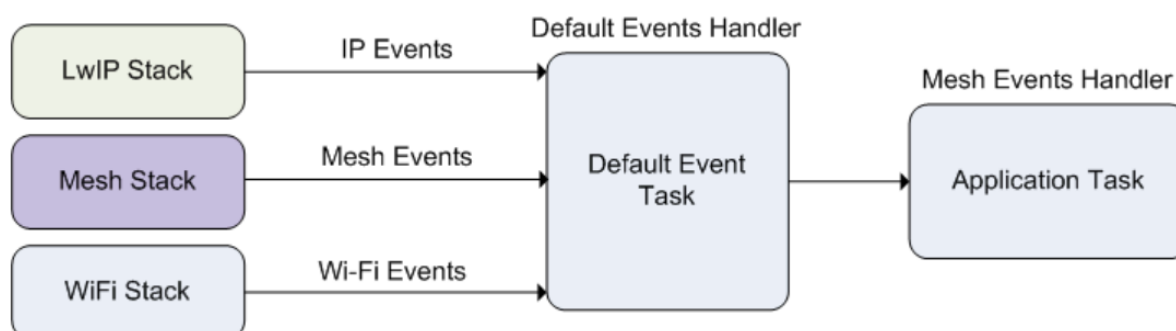 Default Events Handler
LwIP Stack
IP Events
Mesh Events Handler
Mesh Stack
Mesh Events
Default Event
Task
Application Task
WiFi Stack
Wi-Fi Events